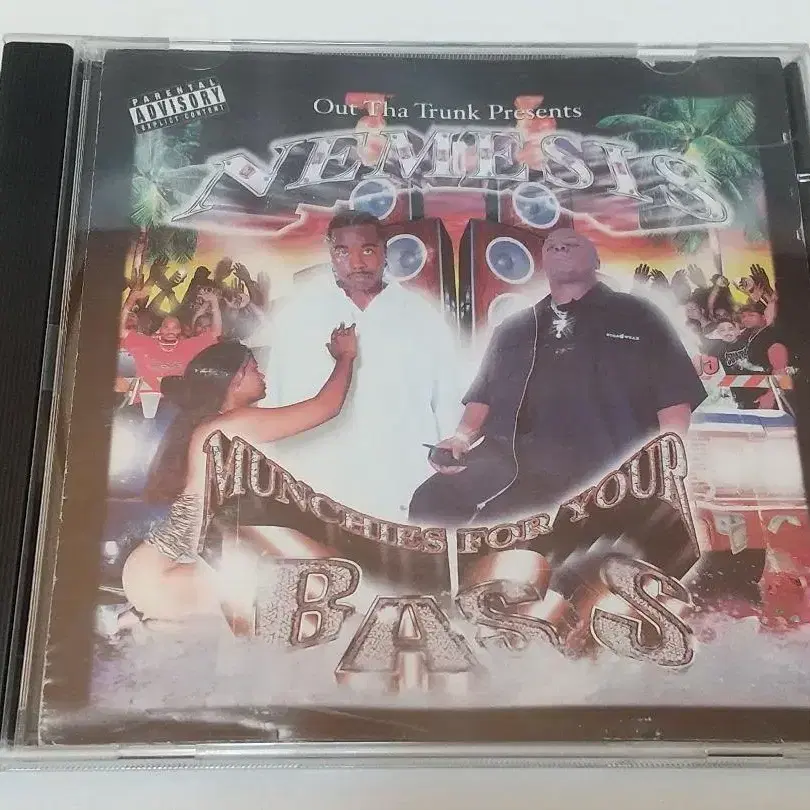 PARENTAL
ADVISORY
EXPLICIT CONTENT
Out Tha Trunk Presents
NEMESIS
MUNCHIES FOR YOUR
BASS